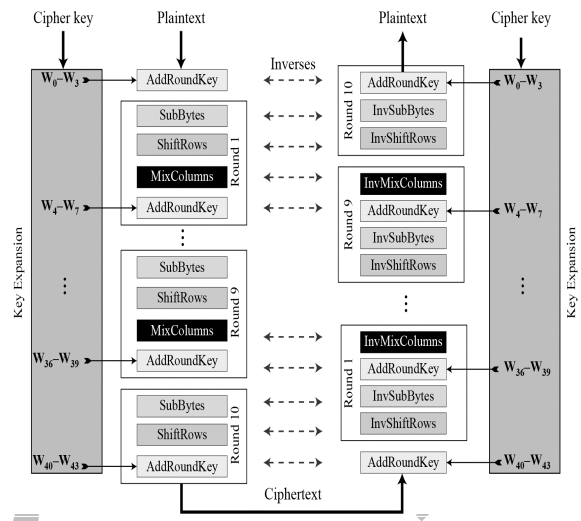 Cipher key
Plaintext
Plaintext
Cipher key
W0–W3
AddRoundKey
Inverses
AddRoundKey
W0–W3
SubBytes
InvSubBytes
ShiftRows
InvShiftRows
Round 1
Round 10
MixColumns
InvMixColumns
W4–W7
AddRoundKey
AddRoundKey
W4–W7
InvSubBytes
InvShiftRows
Round 9
Key Expansion
⋮
⋮
SubBytes
ShiftRows
Round 9
⋮
⋮
Key Expansion
MixColumns
InvMixColumns
W36–W39
AddRoundKey
AddRoundKey
W36–W39
SubBytes
InvSubBytes
ShiftRows
InvShiftRows
Round 10
Round 1
W40–W43
AddRoundKey
AddRoundKey
W40–W43
Ciphertext